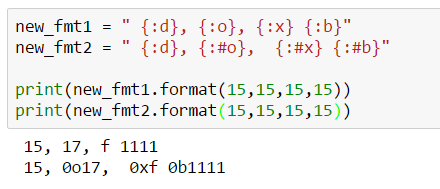 new_fmt1 = " {:d}, {:o}, {:x} {:b}"
new_fmt2 = " {:d}, {:#o},  {:#x} {:#b}"
print(new_fmt1.format(15,15,15,15))
print(new_fmt2.format(15,15,15,15))
15, 17, f 1111
15, 0o17,  0xf 0b1111